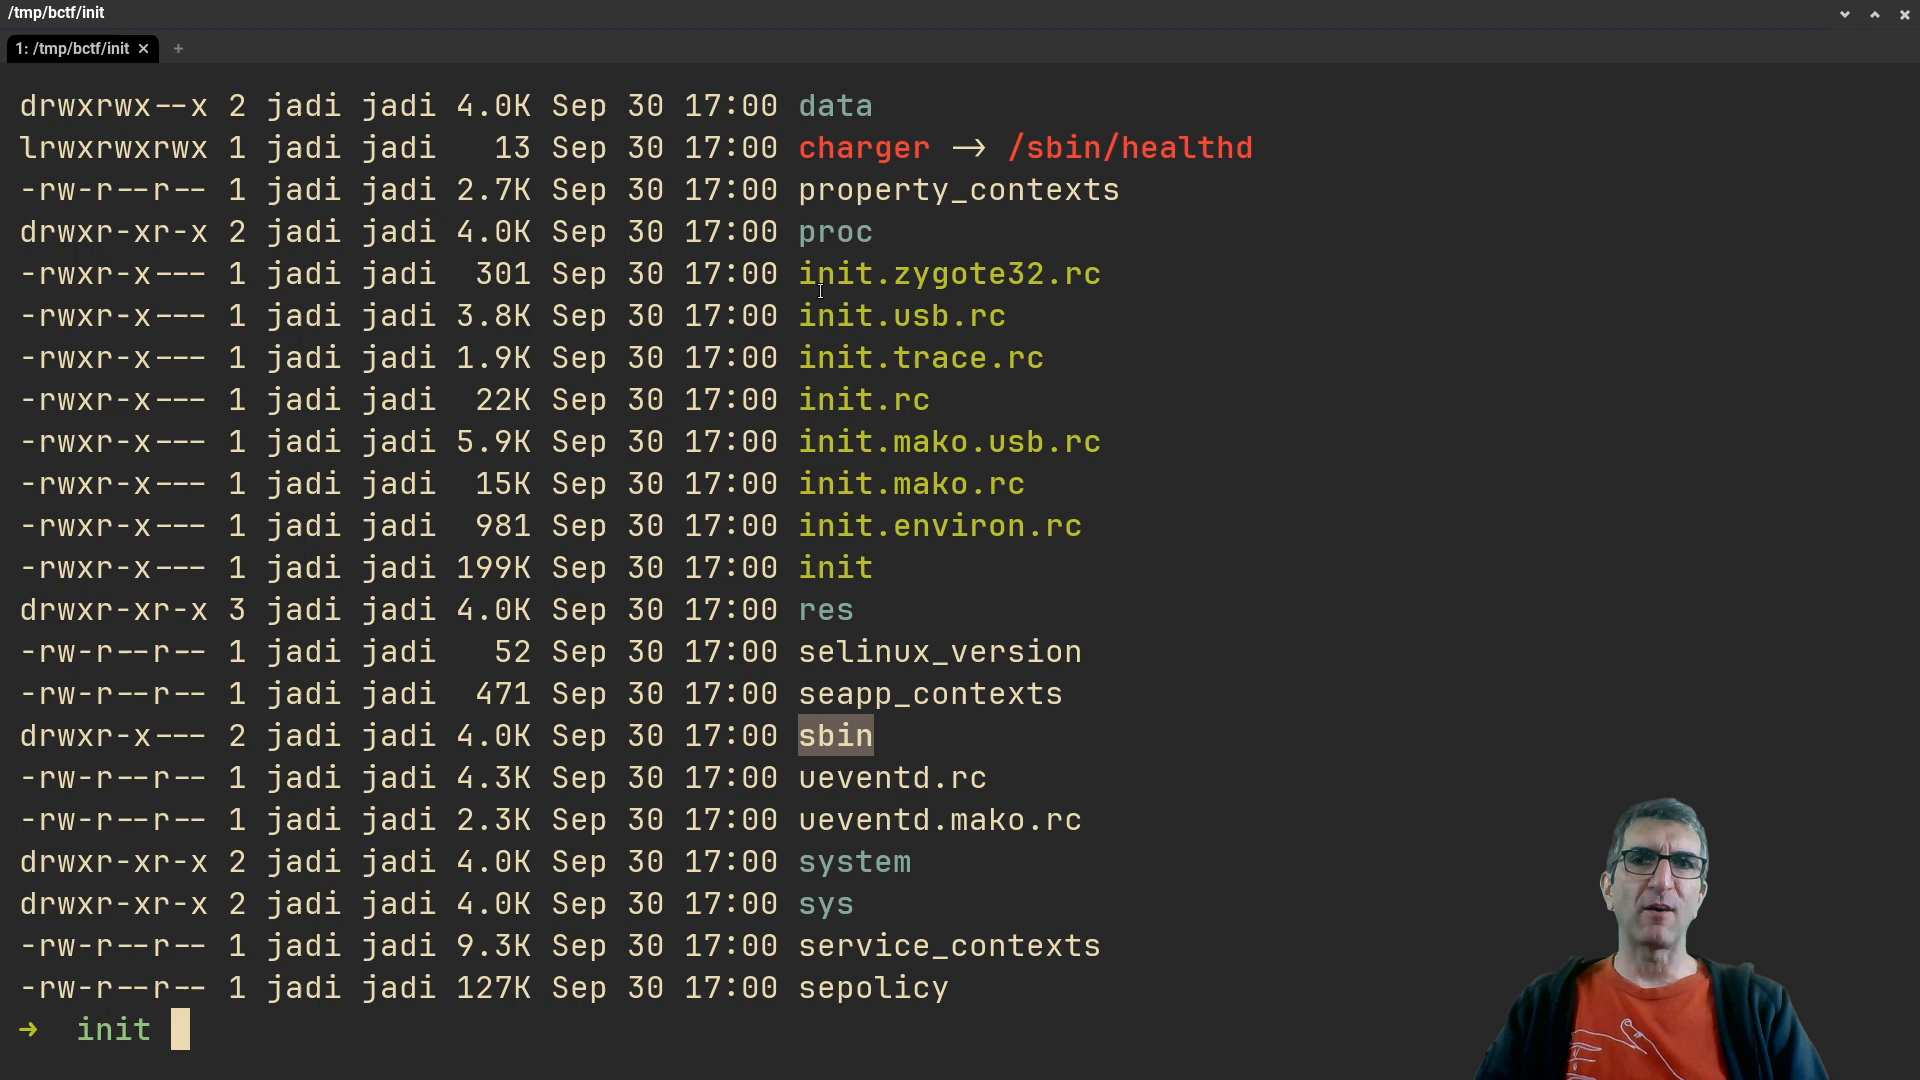 /tmp/bctf/init
1: /tmp/bctf/init × +
drwxrwx--x 2 jadi jadi 4.0K Sep 30 17:00 data
lrwxrwxrwx 1 jadi jadi 13 Sep 30 17:00 charger -> /sbin/healthd
-rw-r--r-- 1 jadi jadi 2.7K Sep 30 17:00 property_contexts
drwxr-xr-x 2 jadi jadi 4.0K Sep 30 17:00 proc
-rwxr-x--- 1 jadi jadi 301 Sep 30 17:00 init.zygote32.rc
-rwxr-x--- 1 jadi jadi 3.8K Sep 30 17:00 init.usb.rc
-rwxr-x--- 1 jadi jadi 1.9K Sep 30 17:00 init.trace.rc
-rwxr-x--- 1 jadi jadi 22K Sep 30 17:00 init.rc
-rwxr-x--- 1 jadi jadi 5.9K Sep 30 17:00 init.mako.usb.rc
-rwxr-x--- 1 jadi jadi 15K Sep 30 17:00 init.mako.rc
-rwxr-x--- 1 jadi jadi 981 Sep 30 17:00 init.environ.rc
-rwxr-x--- 1 jadi jadi 199K Sep 30 17:00 init
drwxr-xr-x 3 jadi jadi 4.0K Sep 30 17:00 res
-rw-r--r-- 1 jadi jadi 52 Sep 30 17:00 selinux_version
-rw-r--r-- 1 jadi jadi 471 Sep 30 17:00 seapp_contexts
drwxr-x--- 2 jadi jadi 4.0K Sep 30 17:00 sbin
-rw-r--r-- 1 jadi jadi 4.3K Sep 30 17:00 ueventd.rc
-rw-r--r-- 1 jadi jadi 2.3K Sep 30 17:00 ueventd.mako.rc
drwxr-xr-x 2 jadi jadi 4.0K Sep 30 17:00 system
drwxr-xr-x 2 jadi jadi 4.0K Sep 30 17:00 sys
-rw-r--r-- 1 jadi jadi 9.3K Sep 30 17:00 service_contexts
-rw-r--r-- 1 jadi jadi 127K Sep 30 17:00 sepolicy
➜ init